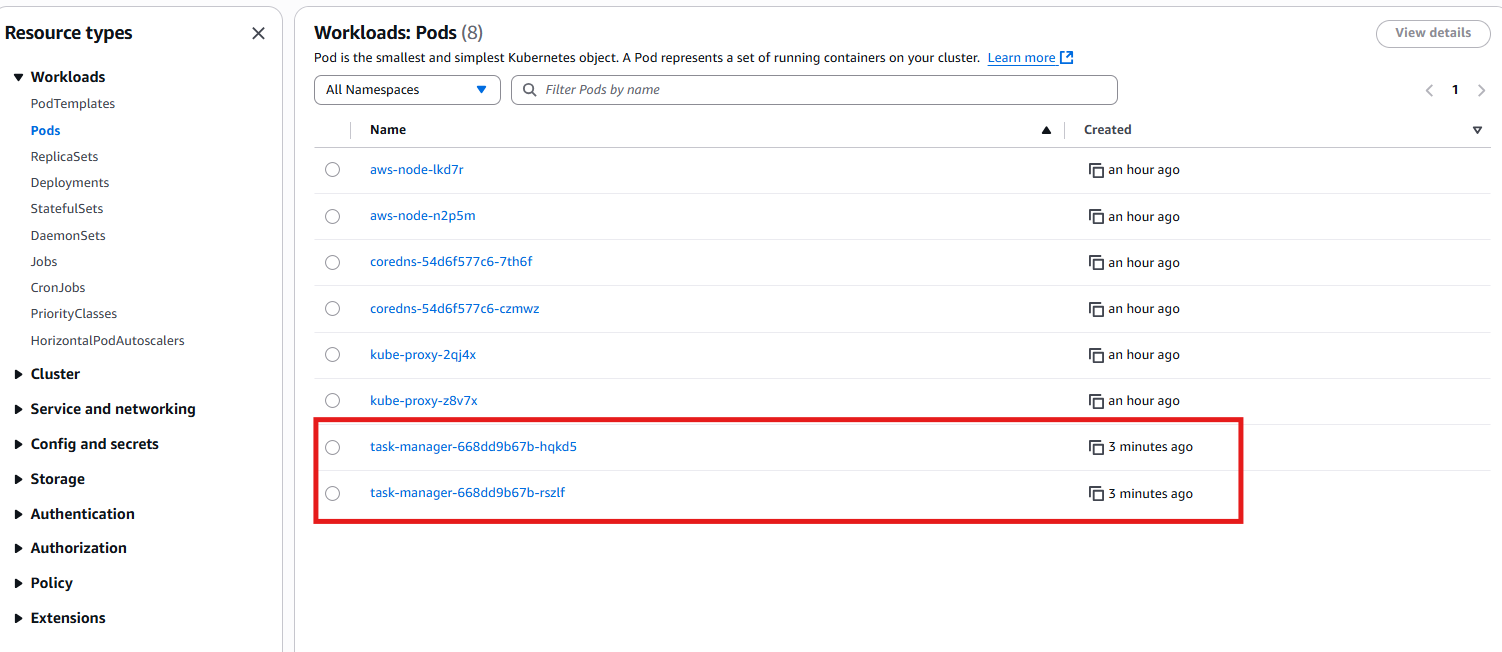 Resource types
Workloads
PodTemplates
Pods
ReplicaSets
Deployments
StatefulSets
DaemonSets
Jobs
CronJobs
PriorityClasses
HorizontalPodAutoscalers
Cluster
Service and networking
Config and secrets
Storage
Authentication
Authorization
Policy
Extensions
Workloads: Pods (8)
View details
Pod is the smallest and simplest Kubernetes object. A Pod represents a set of running containers on your cluster. Learn more
All Namespaces
Filter Pods by name
1
Name Created
aws-node-lkd7r an hour ago
aws-node-n2p5m an hour ago
coredns-54d6f577c6-7th6f an hour ago
coredns-54d6f577c6-czmwz an hour ago
kube-proxy-2qj4x an hour ago
kube-proxy-z8v7x an hour ago
task-manager-668dd9b67b-hqkd5 3 minutes ago
task-manager-668dd9b67b-rszlf 3 minutes ago